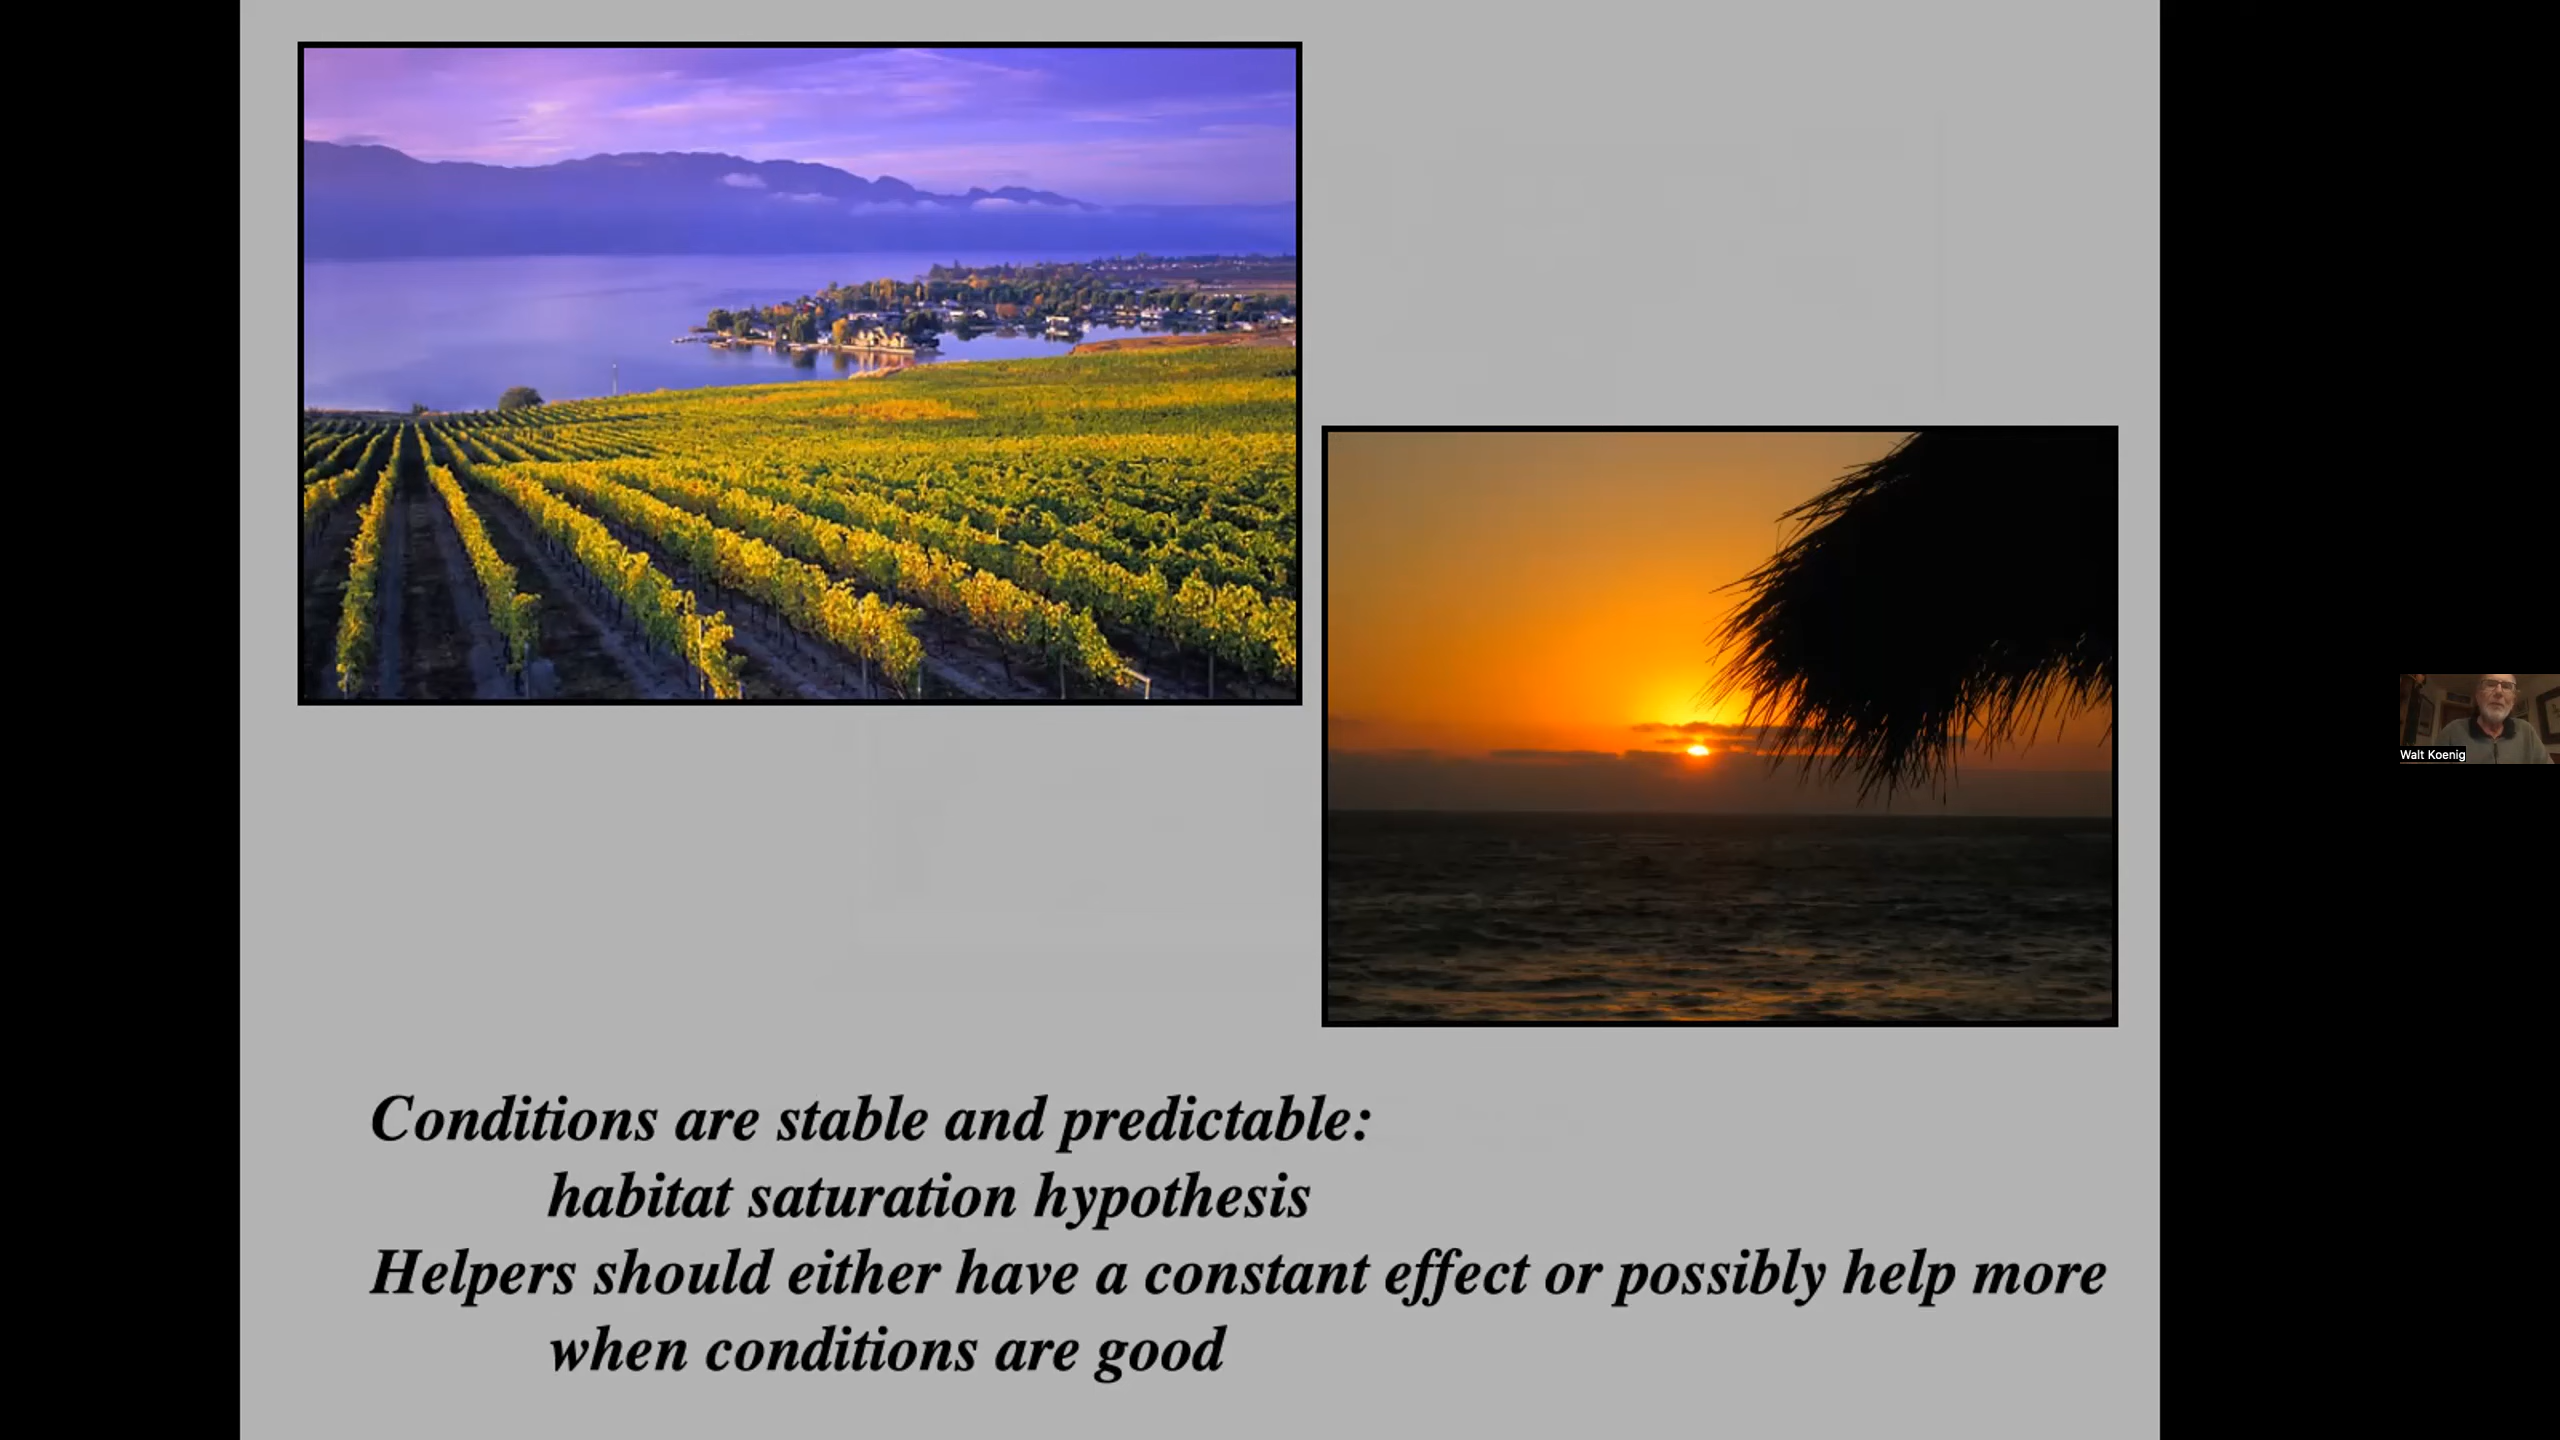 Walt Koenig
Conditions are stable and predictable:
habitat saturation hypothesis
Helpers should either have a constant effect or possibly help more
when conditions are good